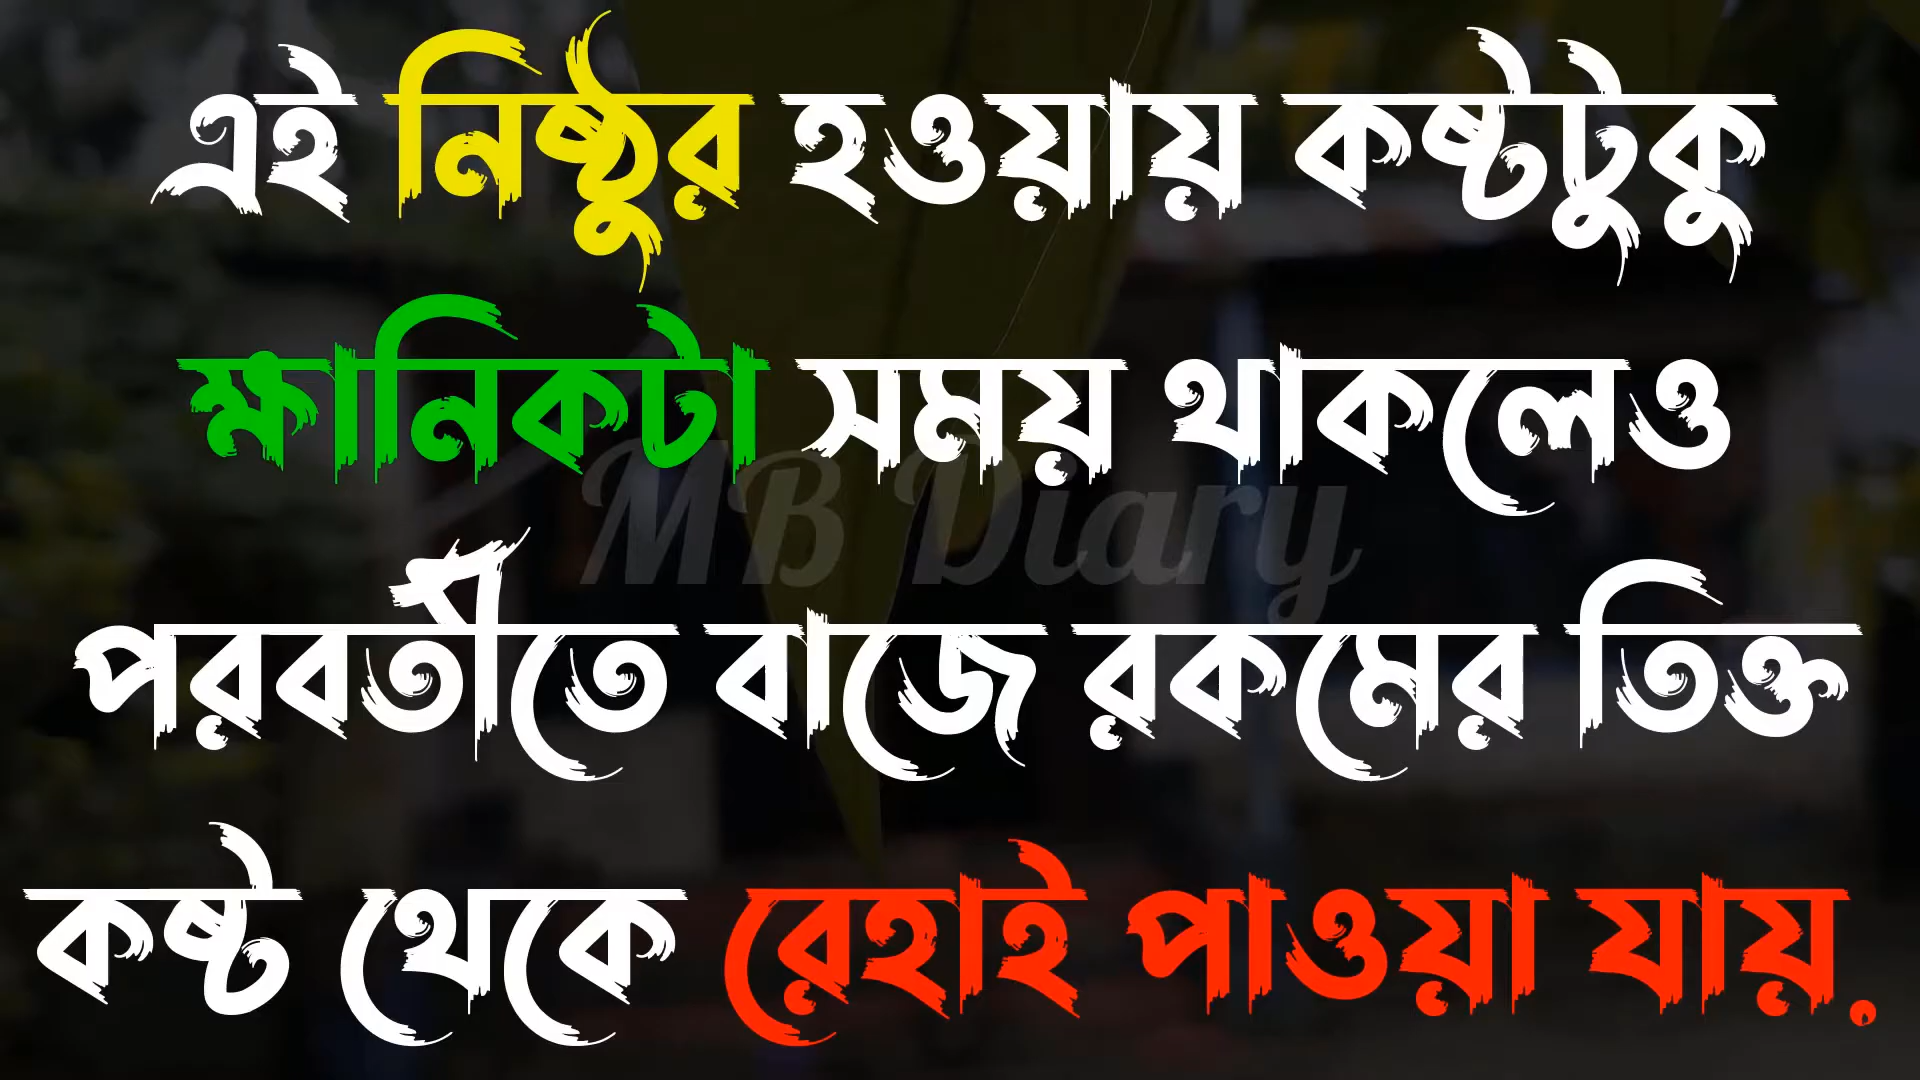 এই নিষ্ঠুর হওয়ায় কষ্টটুকু
ক্ষানিকটা সময় থাকলেও
MB Diary
পরবর্তীতে বাজে রকমের তিক্ত
কষ্ট থেকে রেহাই পাওয়া যায়.